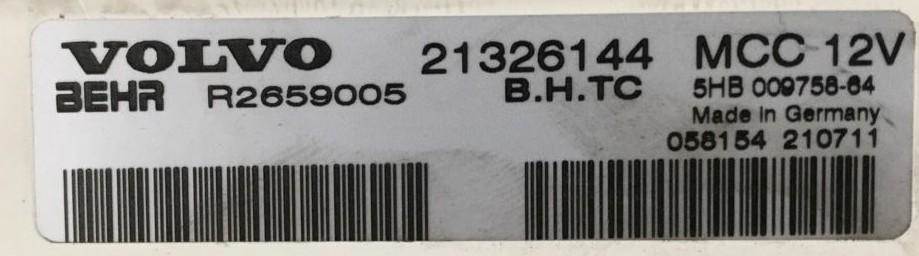 VOLVO 21326144 MCC 12V
BEHR R2659005 B.H.TC 5HB 009758-64
Made in Germany
058154 210711